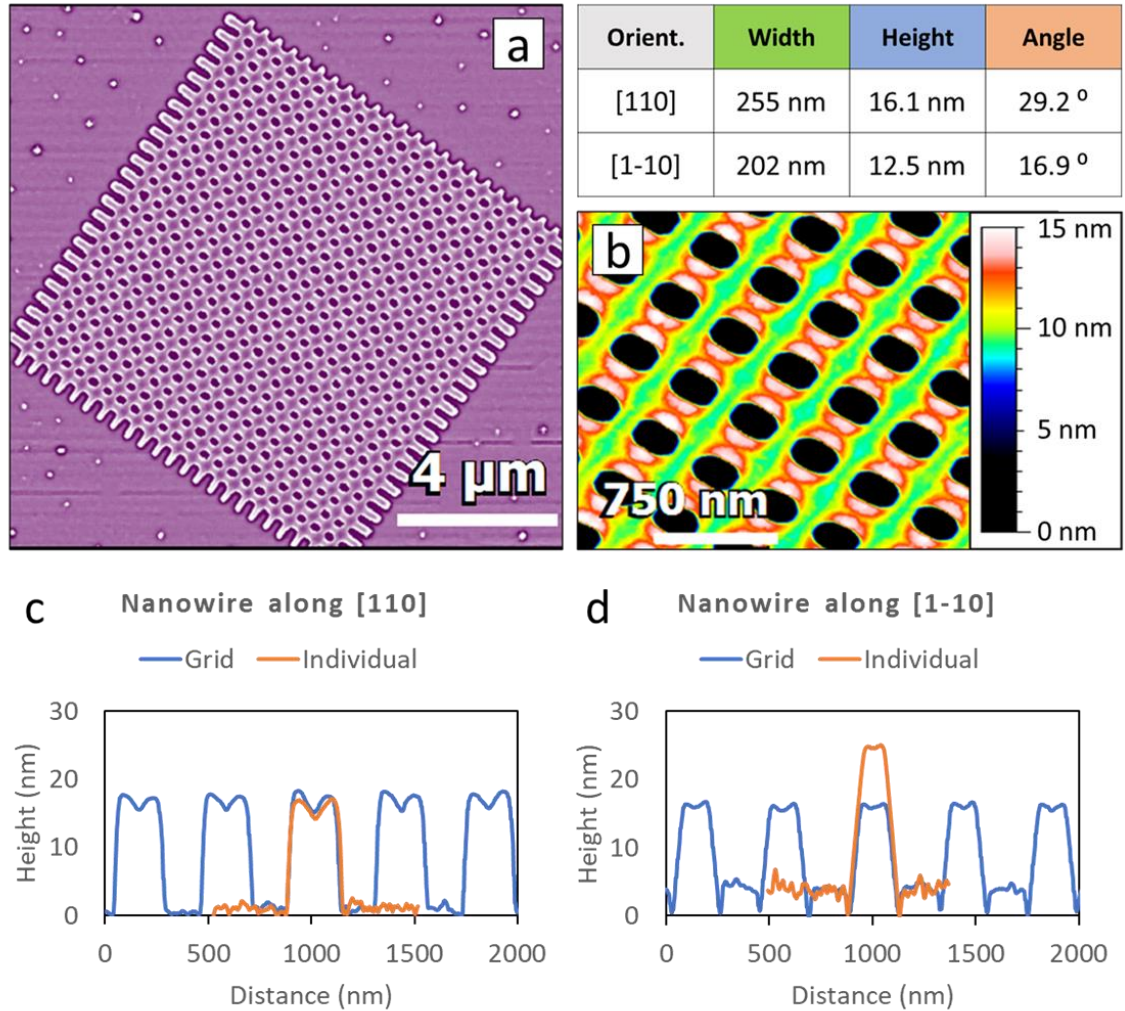 a
Orient. Width Height Angle
[110] 255 nm 16.1 nm 29.2 º
[1-10] 202 nm 12.5 nm 16.9 º
4 µm
b
750 nm
15 nm
10 nm
5 nm
0 nm
c
Nanowire along [110]
Grid Individual
Height (nm)
30
20
10
0
0 500 1000 1500 2000
Distance (nm)
d
Nanowire along [1-10]
Grid Individual
Height (nm)
30
20
10
0
0 500 1000 1500 2000
Distance (nm)